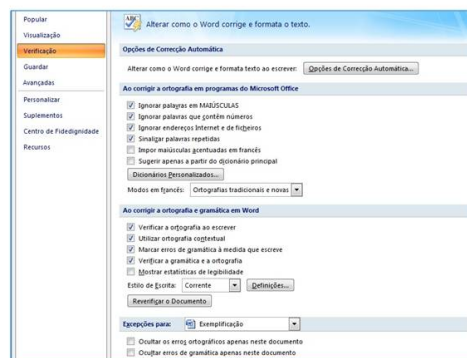 Popular
Visualização
Verificação
Guardar
Avançadas
Personalizar
Suplementos
Centro de Fidedignidade
Recursos
ABC
Alterar como o Word corrige e formata o texto.
Opções de Correcção Automática
Alterar como o Word corrige e formata texto ao escrever: Opções de Correcção Automática...
Ao corrigir a ortografia em programas do Microsoft Office
Ignorar palavras em MAIÚSCULAS
Ignorar palavras que contêm números
Ignorar endereços Internet e de ficheiros
Sinalizar palavras repetidas
Impor maiúsculas acentuadas em francês
Sugerir apenas a partir do dicionário principal
Dicionários Personalizados...
Modos em francês: Ortografias tradicionais e novas
Ao corrigir a ortografia e gramática em Word
Verificar a ortografia ao escrever
Utilizar ortografia contextual
Marcar erros de gramática à medida que escreve
Verificar a gramática e a ortografia
Mostrar estatísticas de legibilidade
Estilo de Escrita: Corrente Definições...
Reverificar o Documento
Excepções para: Exemplificação
Ocultar os erros ortográficos apenas neste documento
Ocultar erros de gramática apenas neste documento